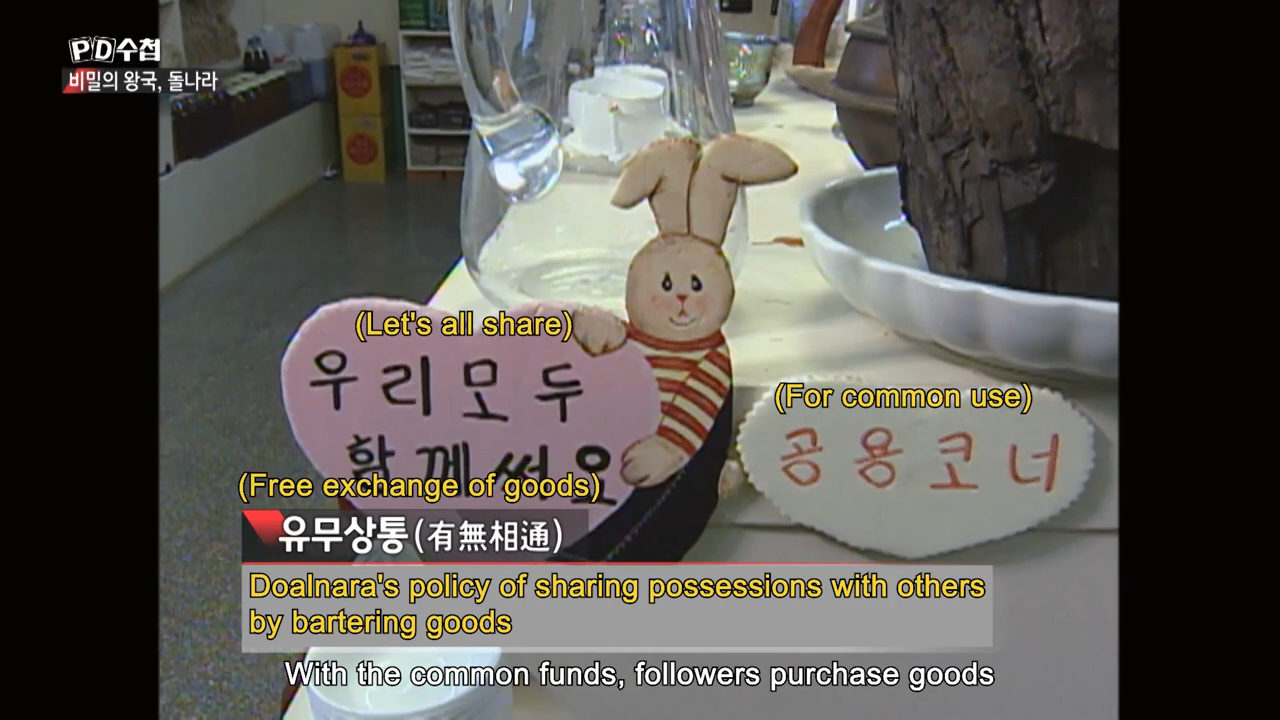 PD수첩
비밀의 왕국, 돌나라
(Let's all share)
우리모두
함께써요
(For common use)
공용코너
(Free exchange of goods)
유무상통(有無相通)
Doalnara's policy of sharing possessions with others
by bartering goods
With the common funds, followers purchase goods